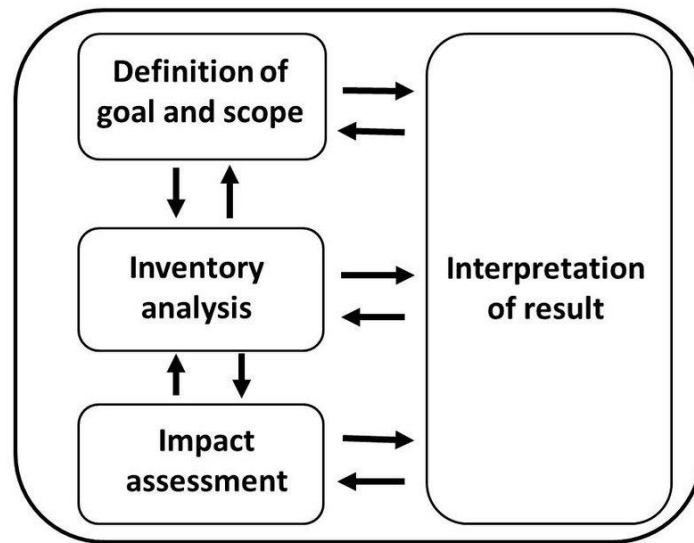 Definition of
goal and scope
Inventory
analysis
Impact
assessment
Interpretation
of result